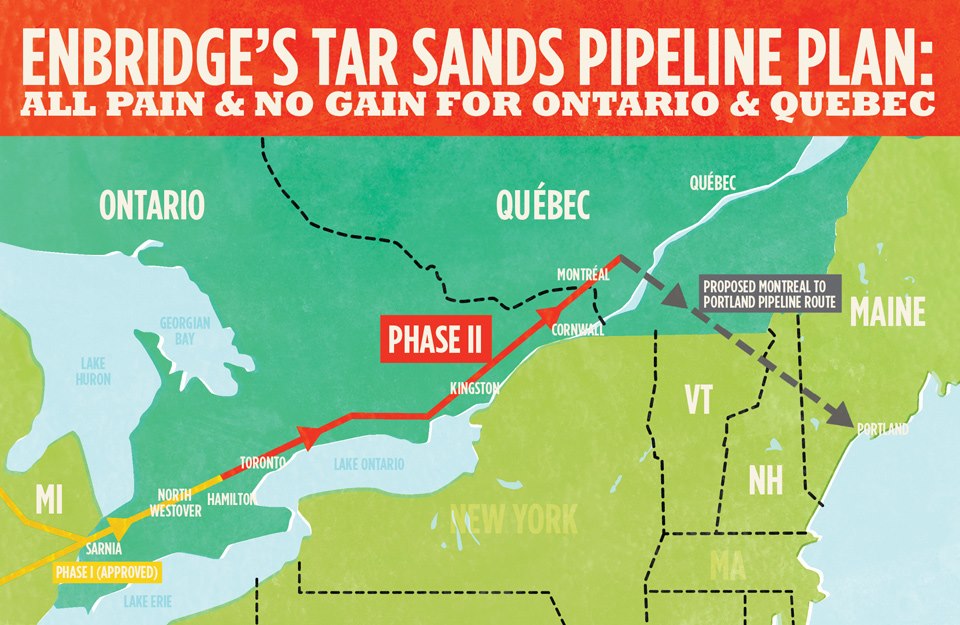 ENBRIDGE'S TAR SANDS PIPELINE PLAN:
ALL PAIN & NO GAIN FOR ONTARIO & QUEBEC
ONTARIO
QUÉBEC
QUÉBEC
MONTRÉAL
PROPOSED MONTREAL TO
PORTLAND PIPELINE ROUTE
MAINE
GEORGIAN
BAY
LAKE
HURON
PHASE II
CORNWALL
KINGSTON
VT
PORTLAND
TORONTO
LAKE ONTARIO
NH
MI
NORTH
WESTOVER
HAMILTON
NEW YORK
SARNIA
MA
PHASE I (APPROVED)
LAKE ERIE